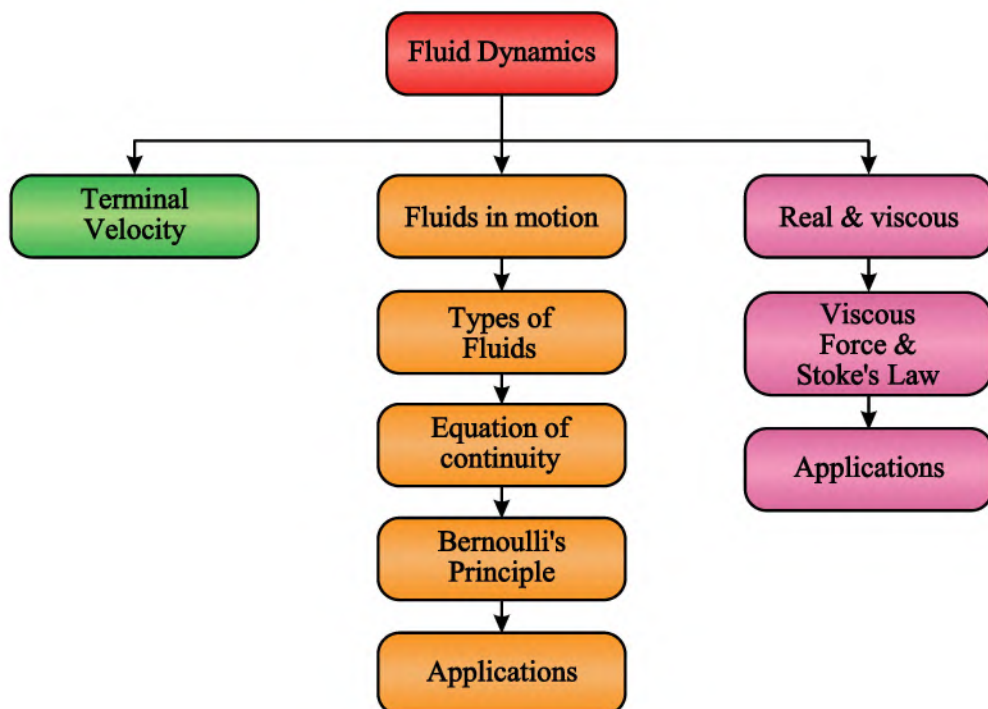 Fluid Dynamics
Terminal
Velocity
Fluids in motion
Types of
Fluids
Equation of
continuity
Bernoulli's
Principle
Applications
Real & viscous
Viscous
Force &
Stoke's Law
Applications